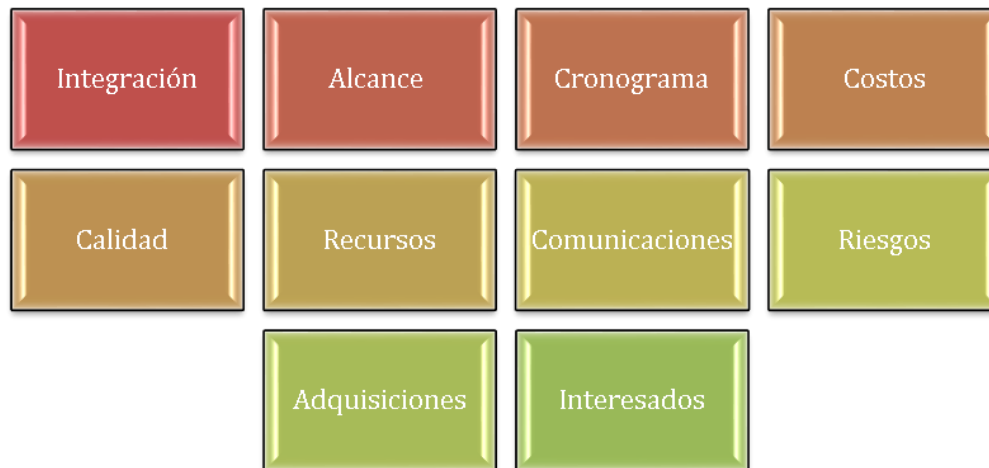 Integración
Alcance
Cronograma
Costos
Calidad
Recursos
Comunicaciones
Riesgos
Adquisiciones
Interesados